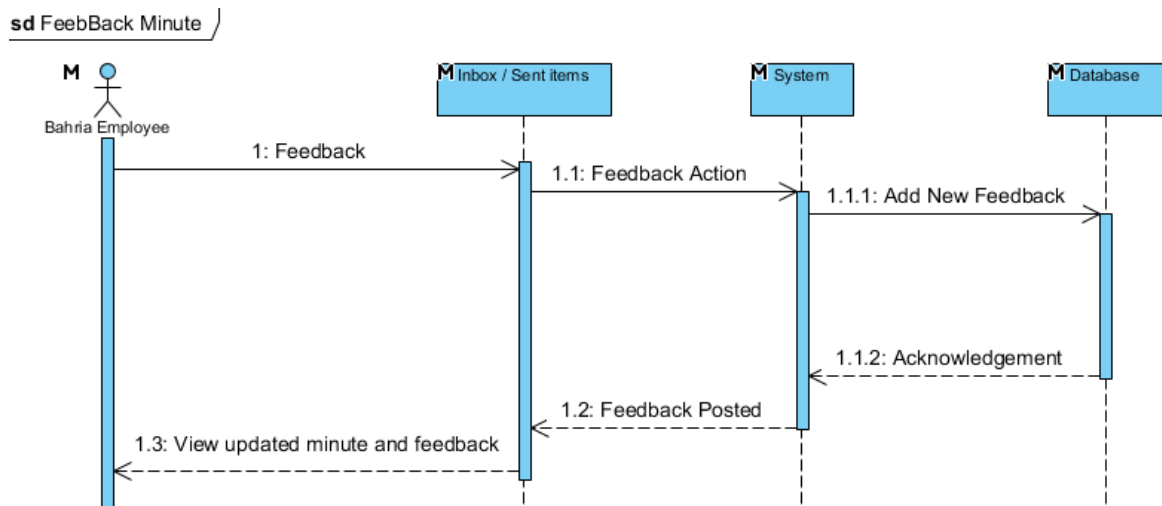 sd FeebBack Minute
M
Bahria Employee
M Inbox / Sent items
M System
M Database
1: Feedback
1.1: Feedback Action
1.1.1: Add New Feedback
1.1.2: Acknowledgement
1.2: Feedback Posted
1.3: View updated minute and feedback